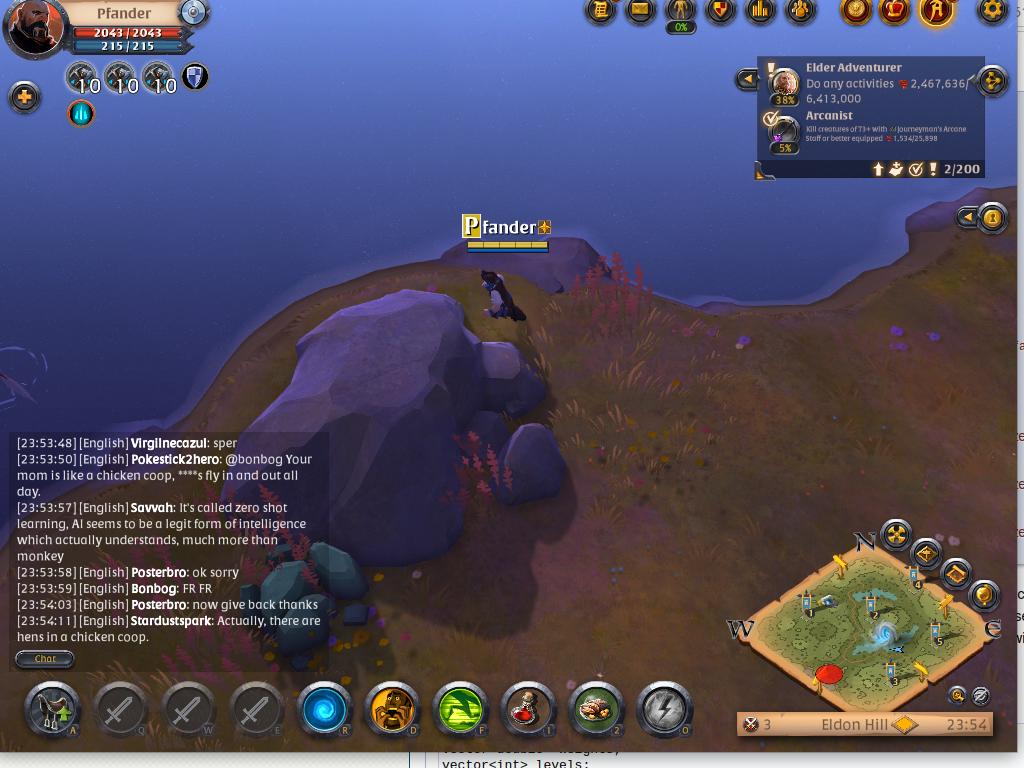 Pfander
2043 / 2043
215 / 215
10
10
10
0%
Elder Adventurer
Do any activities 2,467,636/
6,413,000
38%
Arcanist
Kill creatures of T3+ with Journeyman's Arcane
Staff or better equipped 1,534/25,898
5%
2/200
Pfander
[23:53:48] [English] Virgilnecazul: sper
[23:53:50] [English] Pokestick2hero: @bonbog Your
mom is like a chicken coop, ****s fly in and out all
day.
[23:53:57] [English] Savvah: It's called zero shot
learning, AI seems to be a legit form of intelligence
which actually understands, much more than
monkey
[23:53:58] [English] Posterbro: ok sorry
[23:53:59] [English] Bonbog: FR FR
[23:54:03] [English] Posterbro: now give back thanks
[23:54:11] [English] Stardustspark: Actually, there are
hens in a chicken coop.
Chat
N
W
E
1
2
3
4
5
A
Q
W
E
R
D
F
1
2
O
3
Eldon Hill
23:54
vector<int> levels;